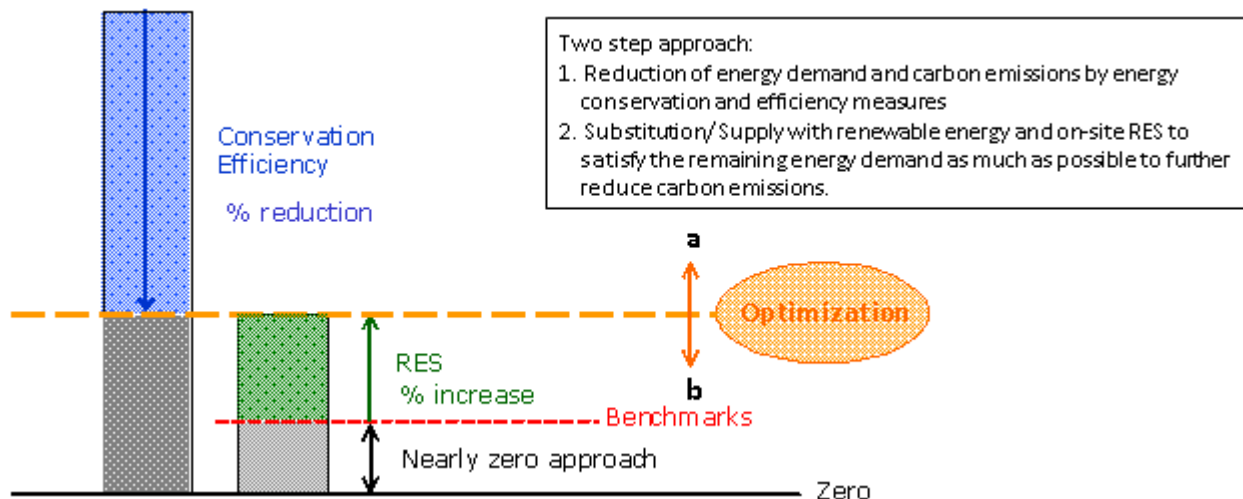 Two step approach:
1. Reduction of energy demand and carbon emissions by energy
conservation and efficiency measures
2. Substitution/Supply with renewable energy and on-site RES to
satisfy the remaining energy demand as much as possible to further
reduce carbon emissions.
Conservation
Efficiency
% reduction
a
Optimization
b
RES
% increase
Benchmarks
Nearly zero approach
Zero